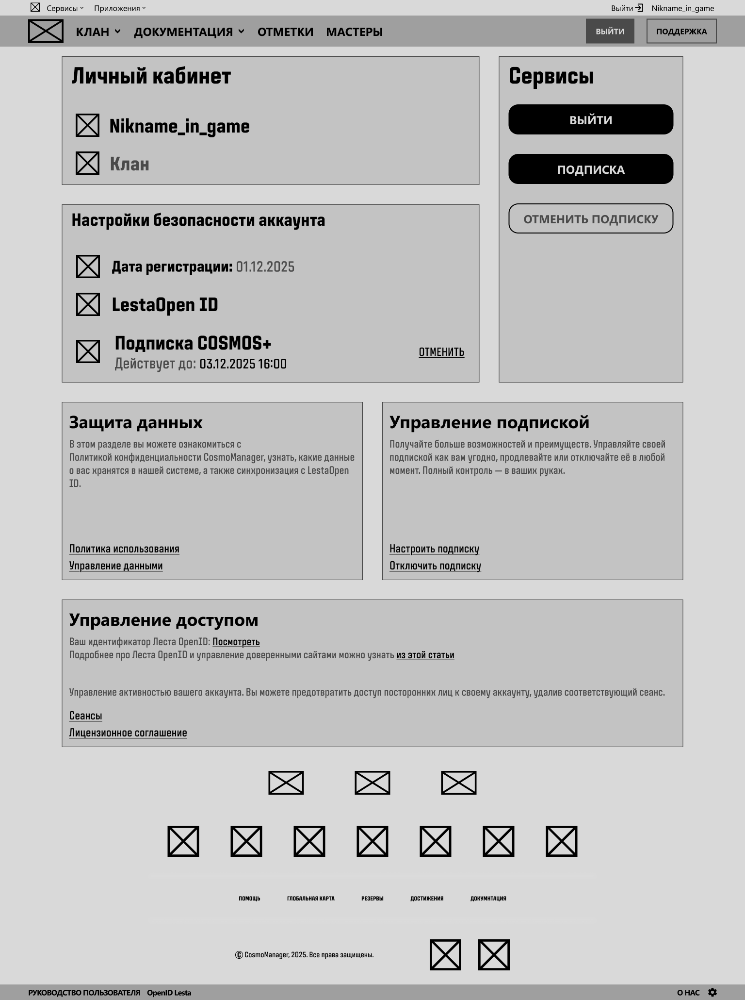 Сервисы
Приложения
Выйти
Nikname_in_game
КЛАН
ДОКУМЕНТАЦИЯ
ОТМЕТКИ
МАСТЕРЫ
ВЫЙТИ
ПОДДЕРЖКА
Личный кабинет
Nikname_in_game
Клан
Сервисы
ВЫЙТИ
ПОДПИСКА
ОТМЕНИТЬ ПОДПИСКУ
Настройки безопасности аккаунта
Дата регистрации: 01.12.2025
LestaOpen ID
Подписка COSMOS+
Действует до: 03.12.2025 16:00
ОТМЕНИТЬ
Защита данных
В этом разделе вы можете ознакомиться с
Политикой конфиденциальности CosmoManager, узнать, какие данные
о вас хранятся в нашей системе, а также синхронизация с LestaOpen
ID.
Политика использования
Управление данными
Управление подпиской
Получайте больше возможностей и преимуществ. Управляйте своей
подпиской как вам угодно, продлевайте или отключайте её в любой
момент. Полный контроль — в ваших руках.
Настроить подписку
Отключить подписку
Управление доступом
Ваш идентификатор Леста OpenID: Посмотреть
Подробнее про Леста OpenID и управление доверенными сайтами можно узнать из этой статьи
Управление активностью вашего аккаунта. Вы можете предотвратить доступ посторонних лиц к своему аккаунту, удалив соответствующий сеанс.
Сеансы
Лицензионное соглашение
ПОМОЩЬ
ГЛОБАЛЬНАЯ КАРТА
РЕЗЕРВЫ
ДОСТИЖЕНИЯ
ДОКУМНТАЦИЯ
© CosmoManager, 2025. Все права защищены.
РУКОВОДСТВО ПОЛЬЗОВАТЕЛЯ
OpenID Lesta
О НАС